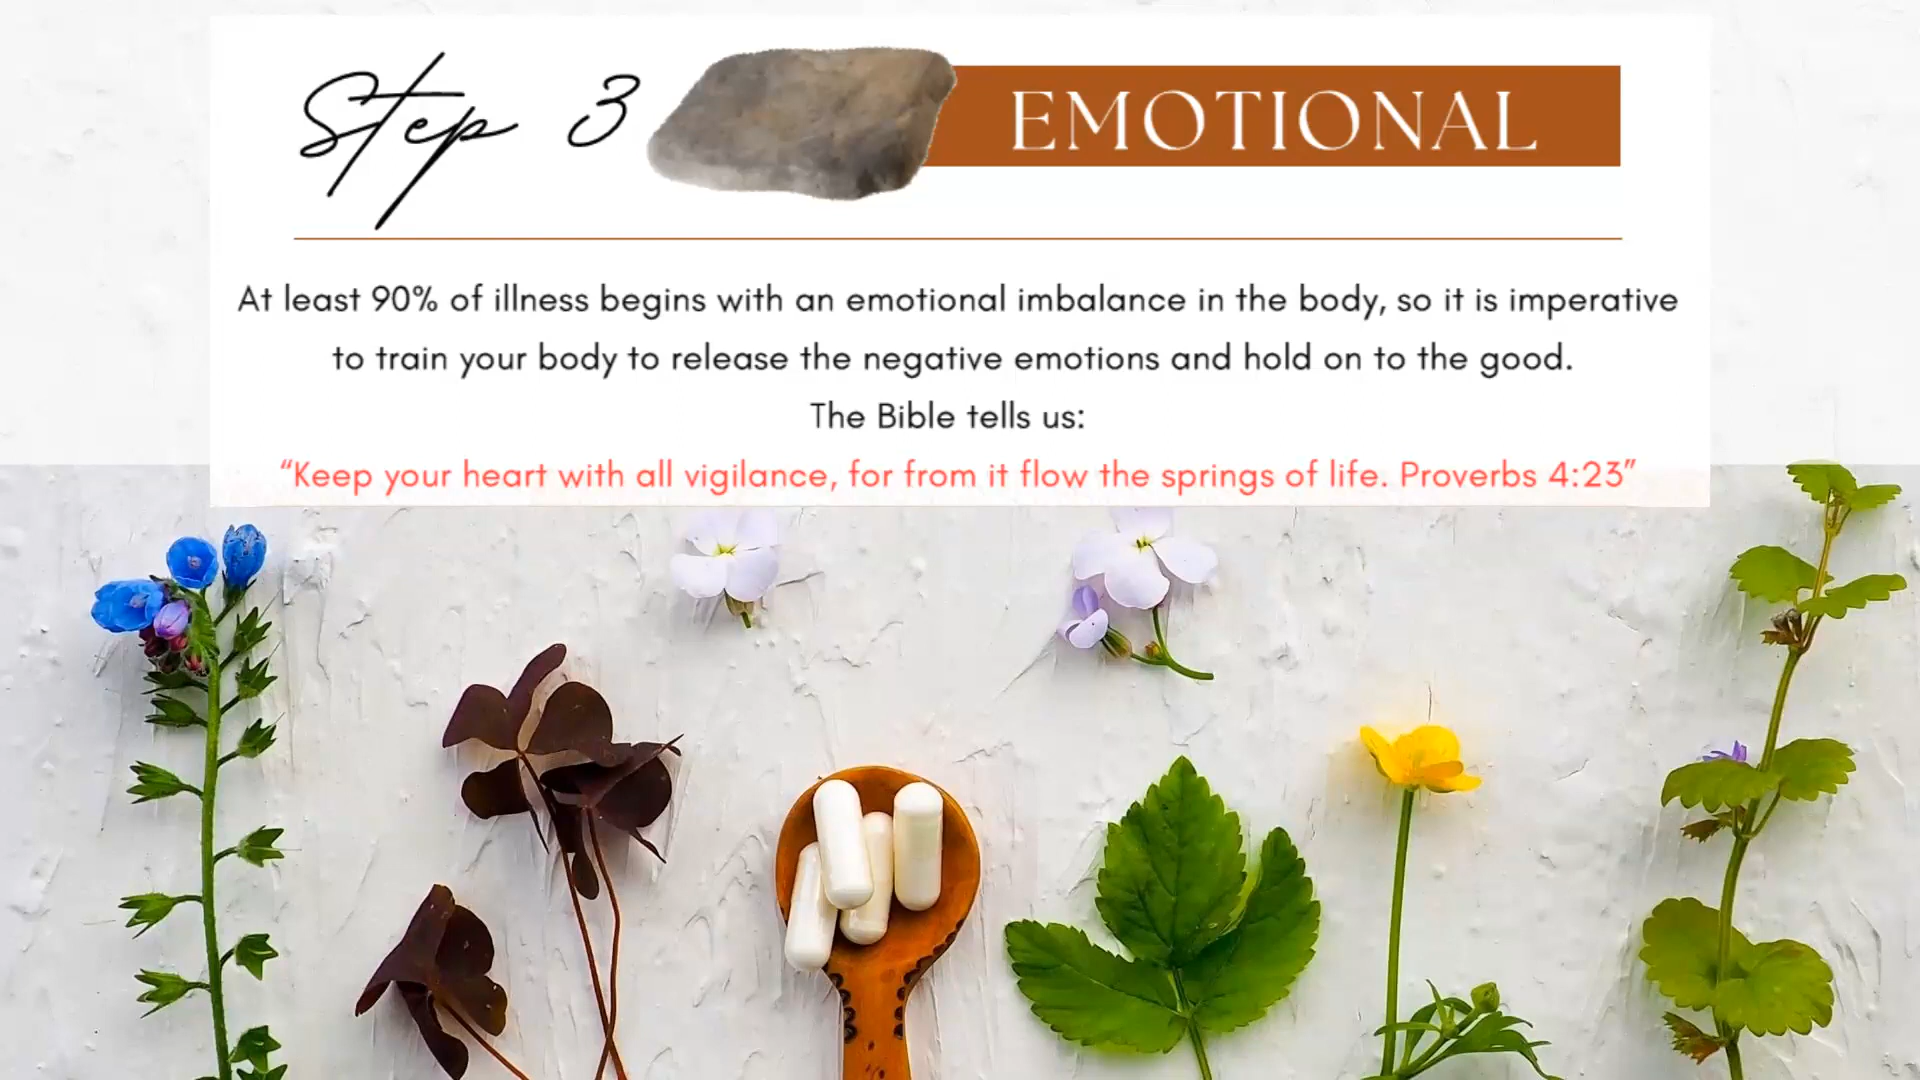 Step 3 EMOTIONAL
At least 90% of illness begins with an emotional imbalance in the body, so it is imperative
to train your body to release the negative emotions and hold on to the good.
The Bible tells us:
“Keep your heart with all vigilance, for from it flow the springs of life. Proverbs 4:23”